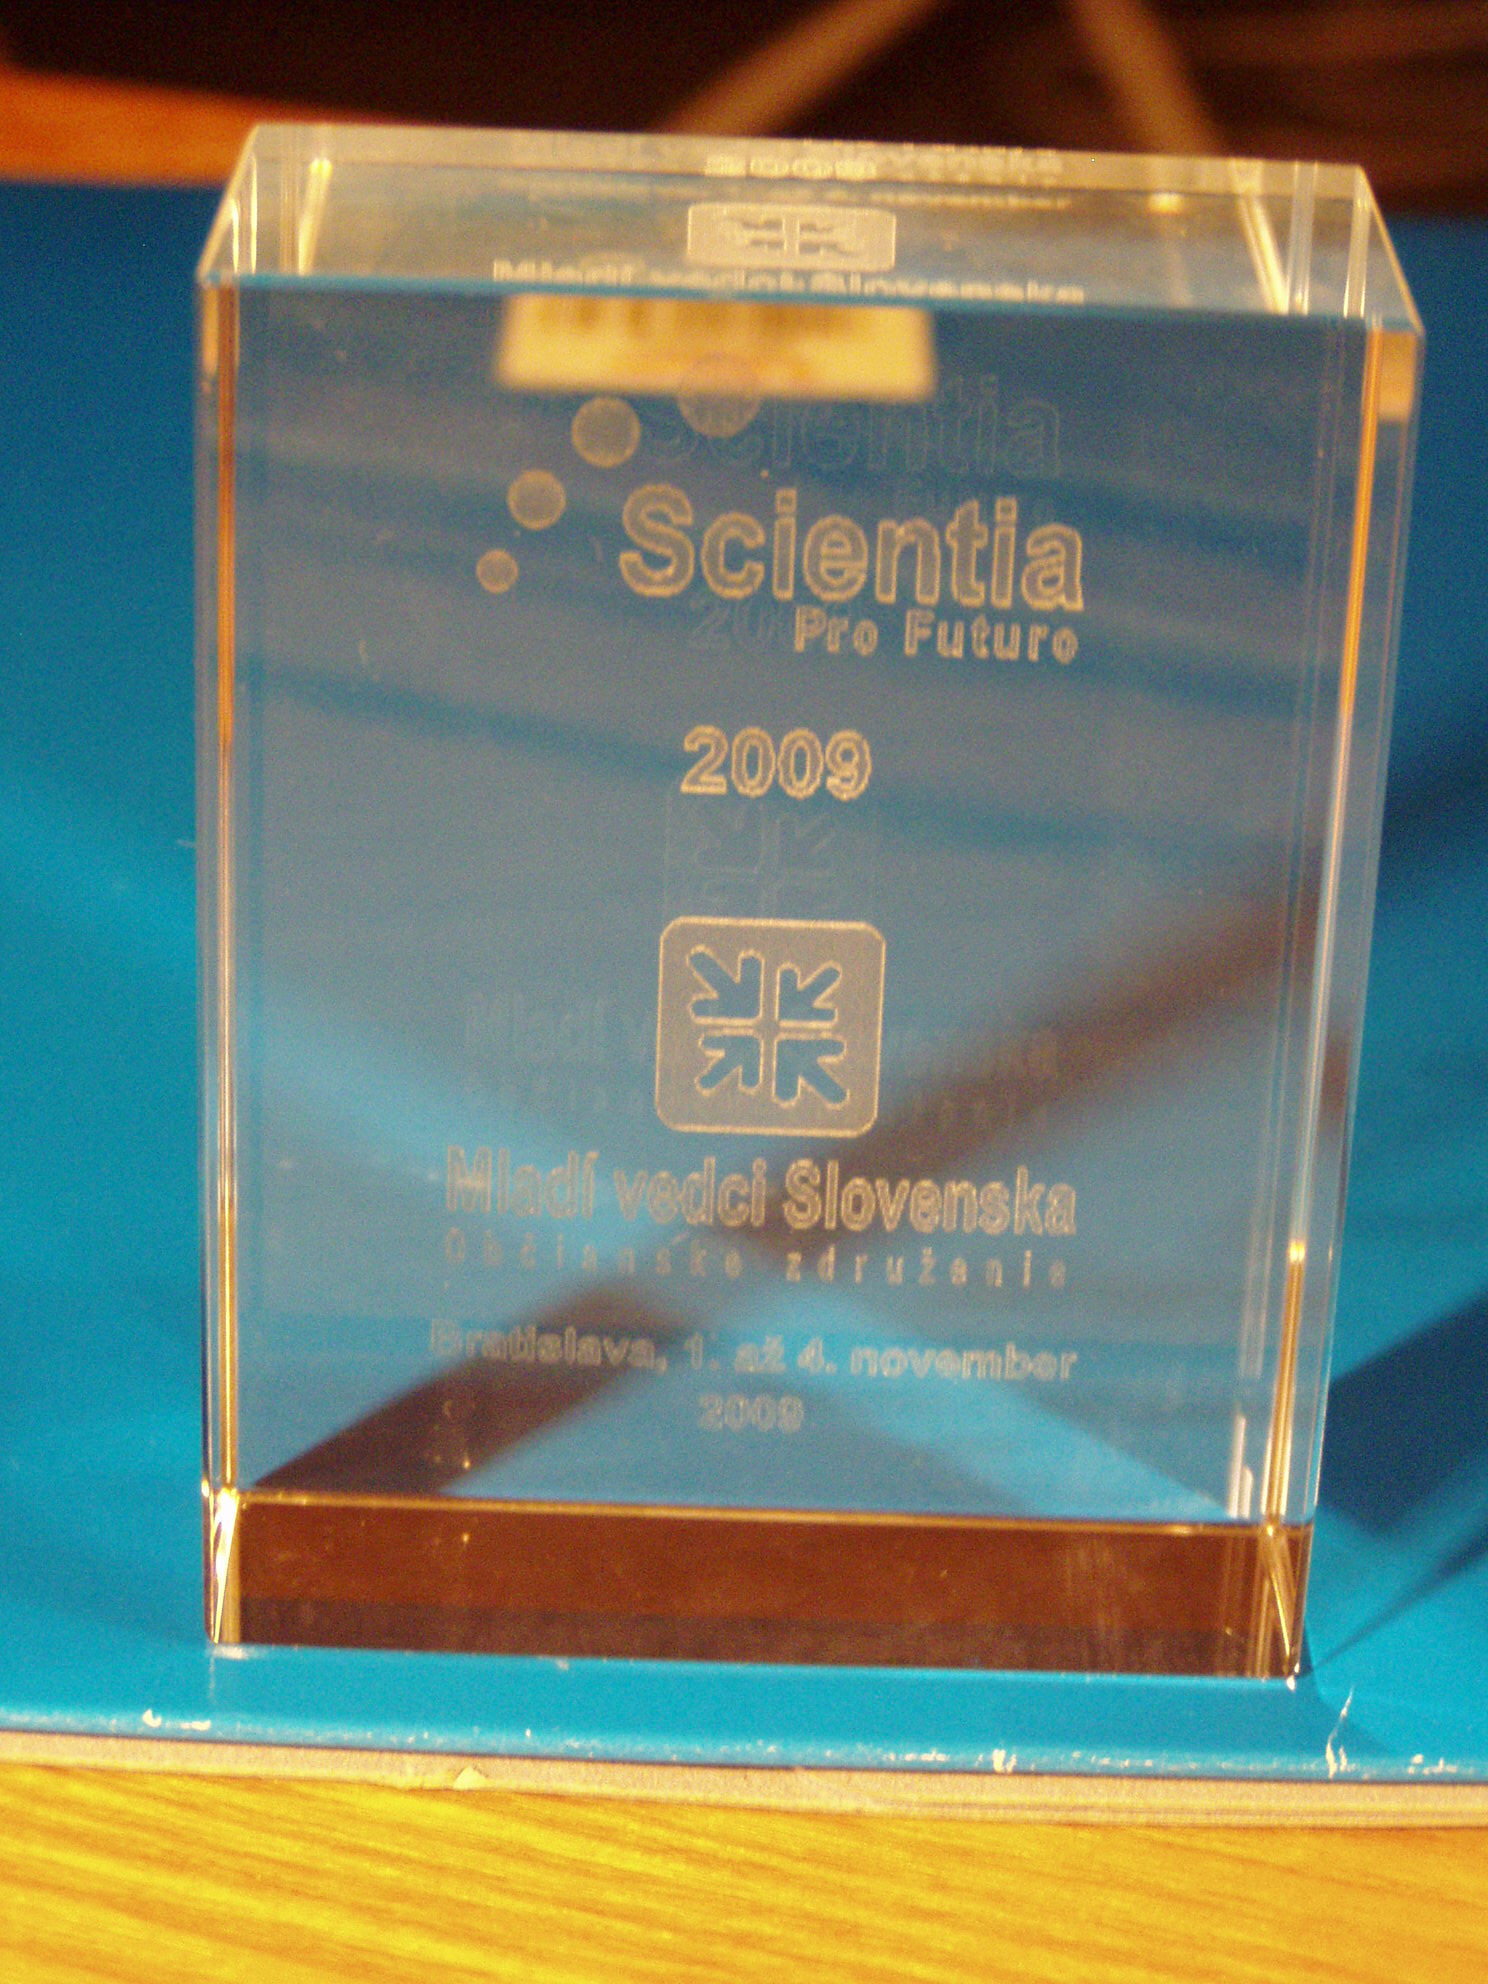 Scientia
Pro Futuro
2009
Mladí vedci Slovenska
Občianske združenie
Bratislava, 1. až 4. november
2009